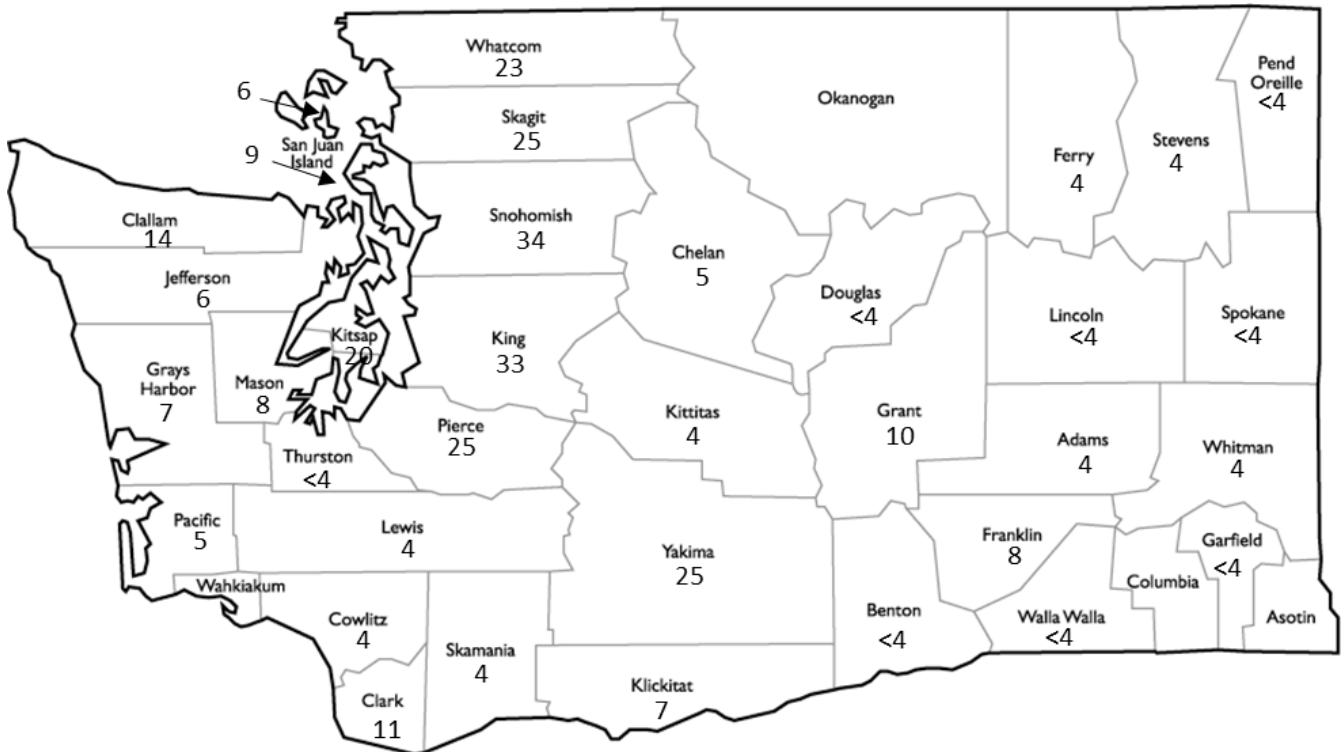 Whatcom
23
6
Skagit
25
San Juan
Island
9
Okanogan
Ferry
4
Stevens
4
Pend
Oreille
<4
Clallam
14
Snohomish
34
Chelan
5
Jefferson
6
Douglas
<4
Lincoln
<4
Spokane
<4
Kitsap
20
King
33
Grays
Harbor
7
Mason
8
Pierce
25
Kittitas
4
Grant
10
Adams
4
Whitman
4
Thurston
<4
Pacific
5
Lewis
4
Yakima
25
Franklin
8
Garfield
<4
Columbia
Wahkiakum
Cowlitz
4
Skamania
4
Benton
<4
Walla Walla
<4
Asotin
Clark
11
Klickitat
7